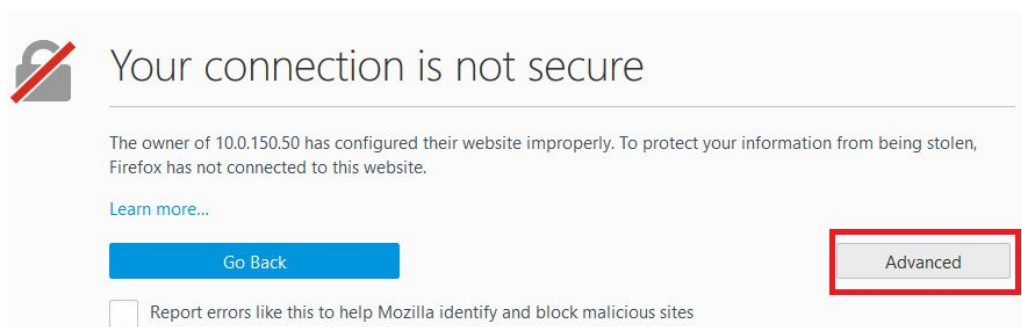 Your connection is not secure
The owner of 10.0.150.50 has configured their website improperly. To protect your information from being stolen,
Firefox has not connected to this website.
Learn more...
Go Back
Advanced
Report errors like this to help Mozilla identify and block malicious sites